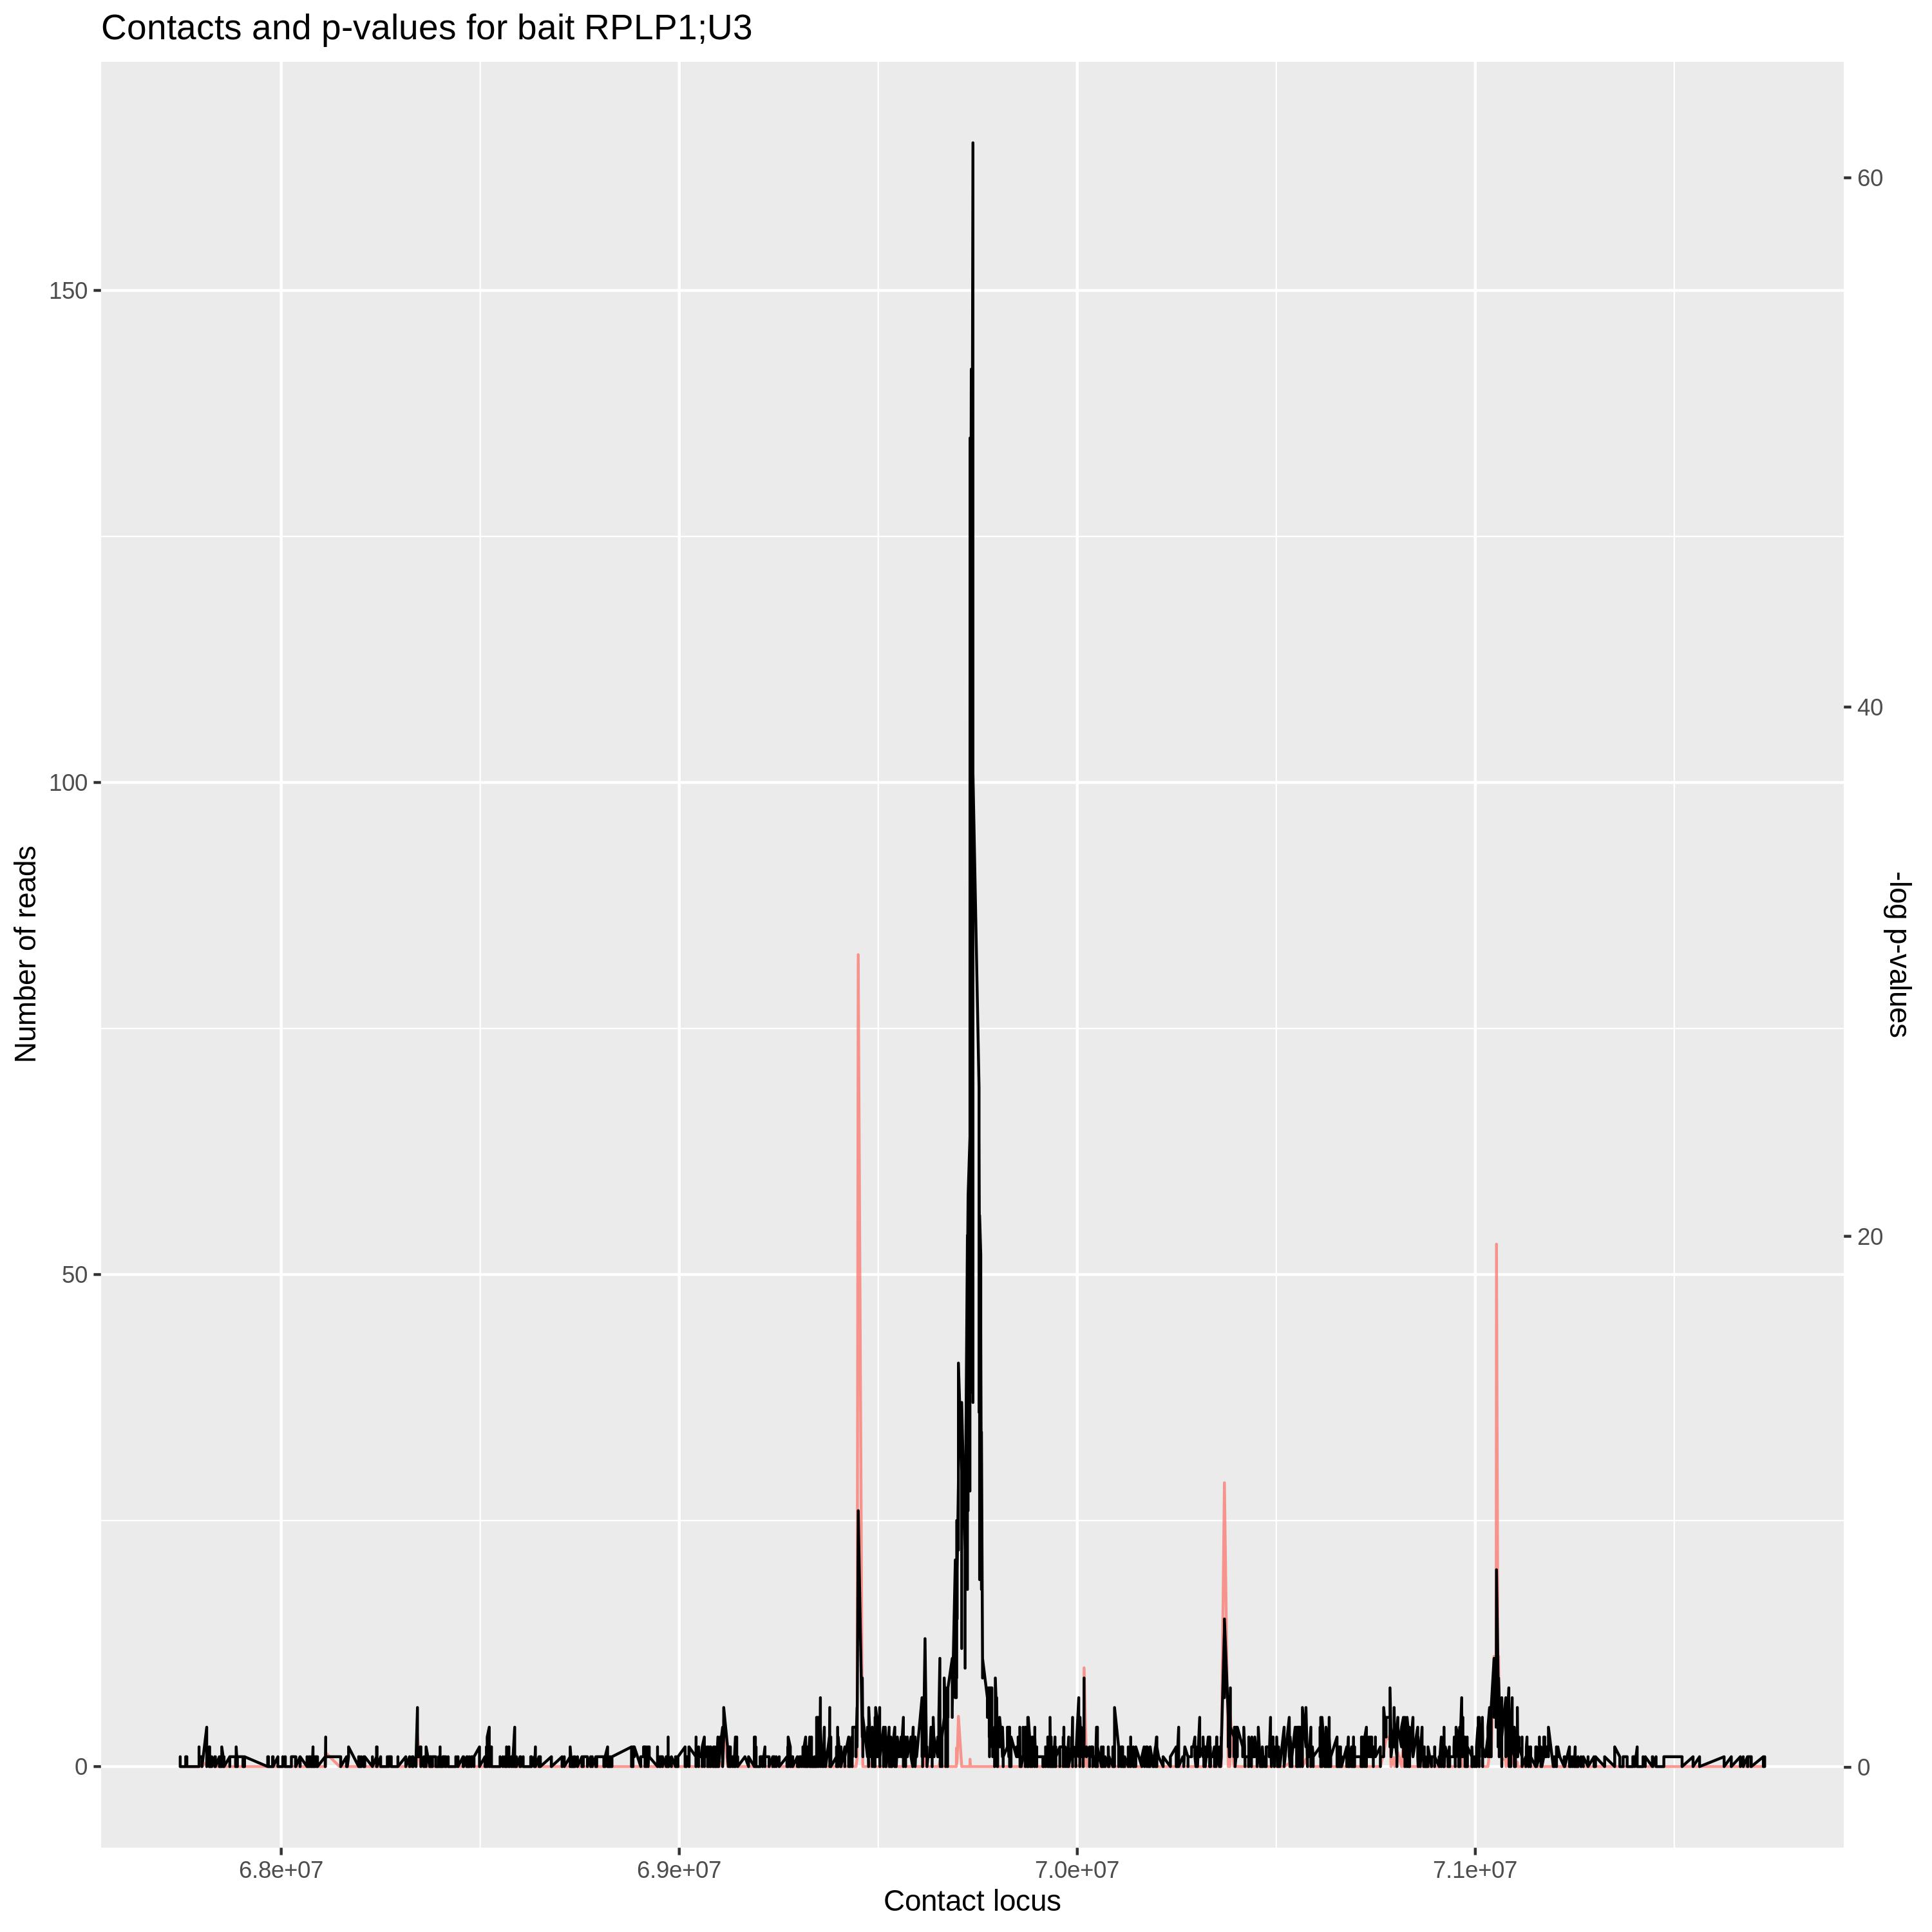 Contacts and p-values for bait RPLP1;U3
150
100
50
0
60
40
20
0
Number of reads
-log p-values
6.8e+07 6.9e+07 7.0e+07 7.1e+07
Contact locus